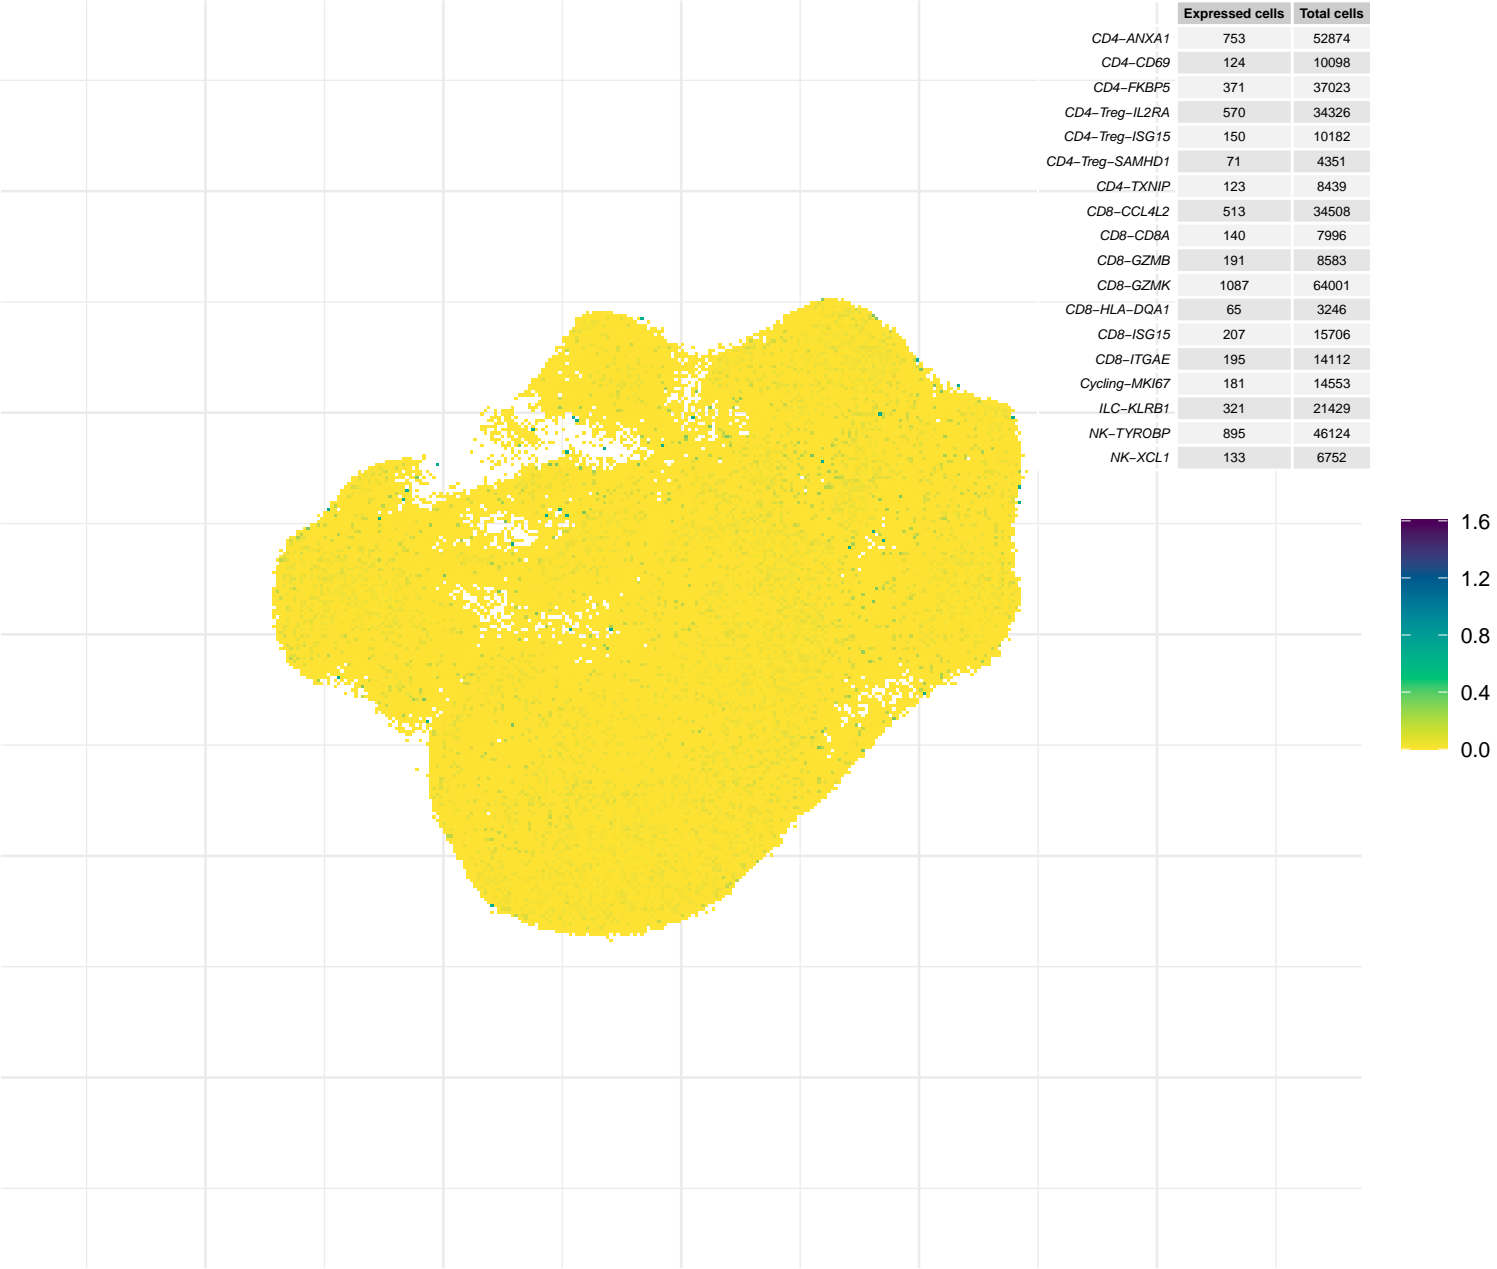 Expressed cells Total cells
CD4−ANXA1 753 52874
CD4−CD69 124 10098
CD4−FKBP5 371 37023
CD4−Treg−IL2RA 570 34326
CD4−Treg−ISG15 150 10182
CD4−Treg−SAMHD1 71 4351
CD4−TXNIP 123 8439
CD8−CCL4L2 513 34508
CD8−CD8A 140 7996
CD8−GZMB 191 8583
CD8−GZMK 1087 64001
CD8−HLA−DQA1 65 3246
CD8−ISG15 207 15706
CD8−ITGAE 195 14112
Cycling−MKI67 181 14553
ILC−KLRB1 321 21429
NK−TYROBP 895 46124
NK−XCL1 133 6752
1.6
1.2
0.8
0.4
0.0